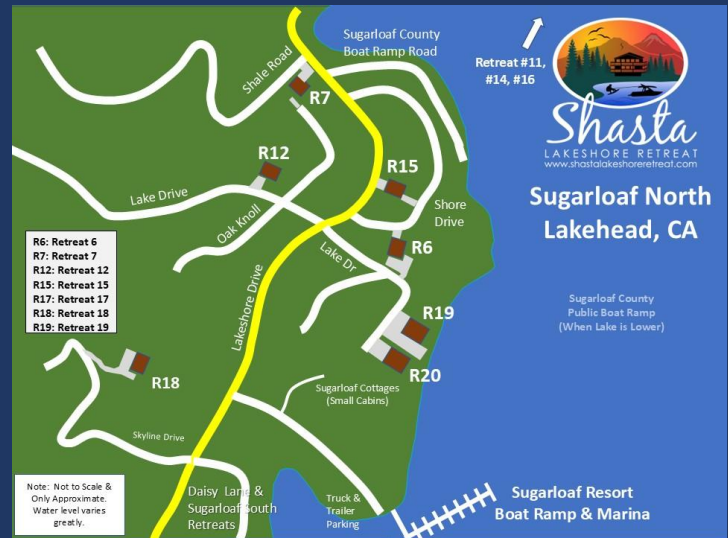 Sugarloaf County
Boat Ramp Road
Retreat #11,
#14, #16
Shasta
LAKESHORE RETREAT
www.shastalakeshoreretreat.com
Sugarloaf North
Lakehead, CA
Shale Road
R7
R12
R15
Lake Drive
Oak Knoll
Shore
Drive
Lake Dr
R6
R6: Retreat 6
R7: Retreat 7
R12: Retreat 12
R15: Retreat 15
R17: Retreat 17
R18: Retreat 18
R19: Retreat 19
Lakeshore Drive
Sugarloaf County
Public Boat Ramp
(When Lake is Lower)
R19
R20
R18
Sugarloaf Cottages
(Small Cabins)
Skyline Drive
Note: Not to Scale &
Only Approximate.
Water level varies
greatly.
Daisy Lane &
Sugarloaf South
Retreats
Truck &
Trailer
Parking
Sugarloaf Resort
Boat Ramp & Marina